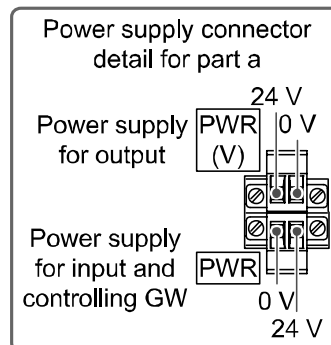 Power supply connector
detail for part a
24 V
0 V
Power supply
for output
PWR
(V)
Power supply
for input and
controlling GW
PWR
0 V
24 V